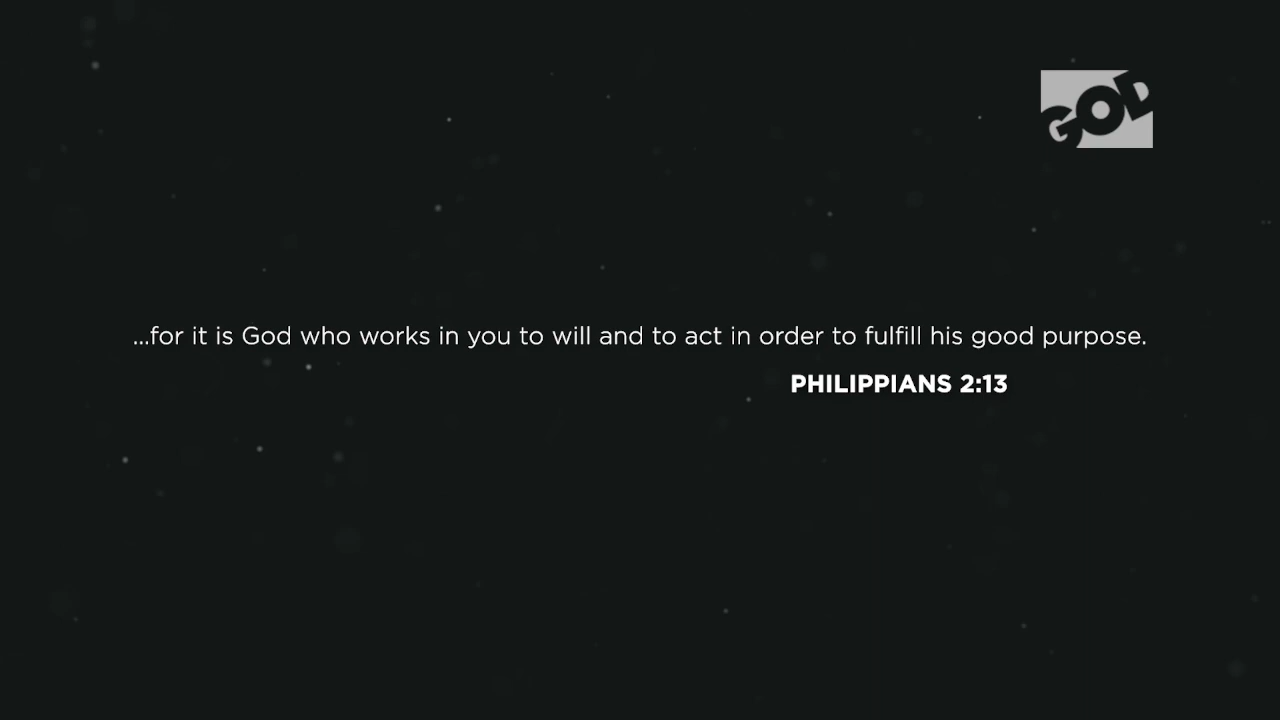 GOD
...for it is God who works in you to will and to act in order to fulfill his good purpose.
PHILIPPIANS 2:13